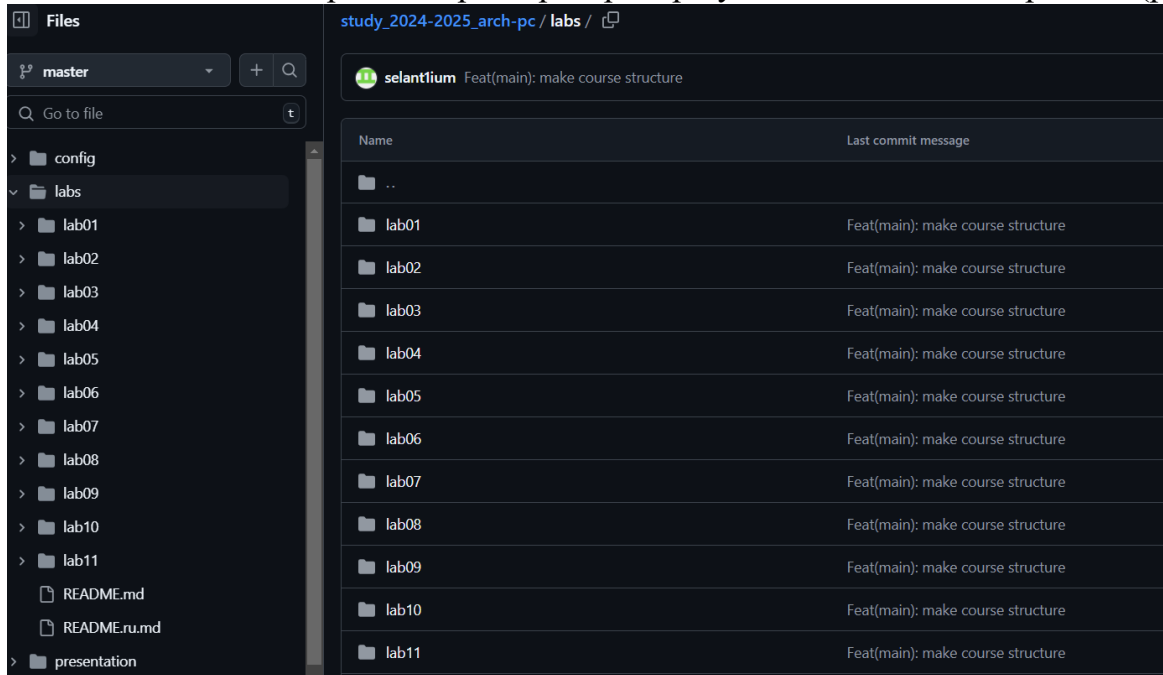 Files
master
Go to file
t
config
labs
lab01
lab02
lab03
lab04
lab05
lab06
lab07
lab08
lab09
lab10
lab11
README.md
README.ru.md
presentation
study_2024-2025_arch-pc / labs /
selant1ium Feat(main): make course structure
Name Last commit message
..
lab01 Feat(main): make course structure
lab02 Feat(main): make course structure
lab03 Feat(main): make course structure
lab04 Feat(main): make course structure
lab05 Feat(main): make course structure
lab06 Feat(main): make course structure
lab07 Feat(main): make course structure
lab08 Feat(main): make course structure
lab09 Feat(main): make course structure
lab10 Feat(main): make course structure
lab11 Feat(main): make course structure